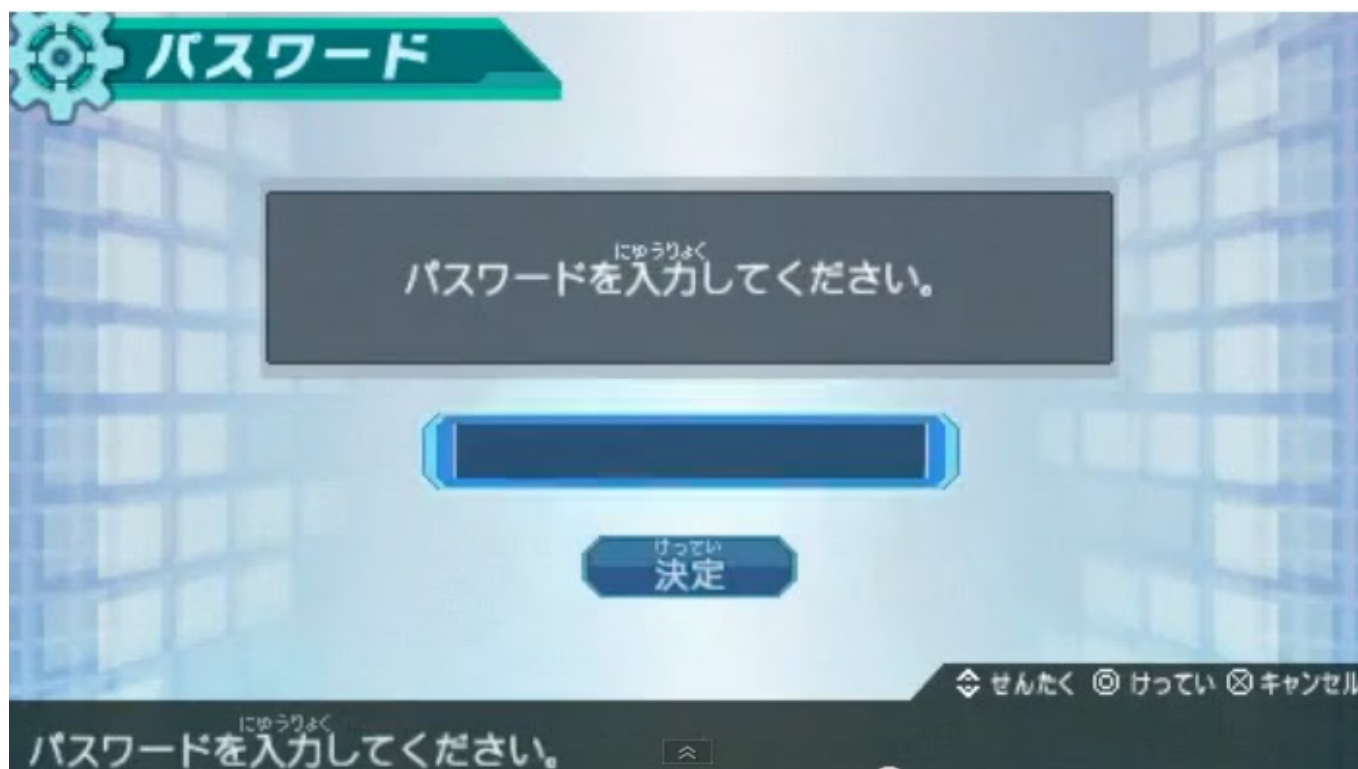 パスワード
にゅうりょく
パスワードを入力してください。
けってい
決定
せんたく ◎ けってい ⊗ キャンセル
にゅうりょく
パスワードを入力してください。